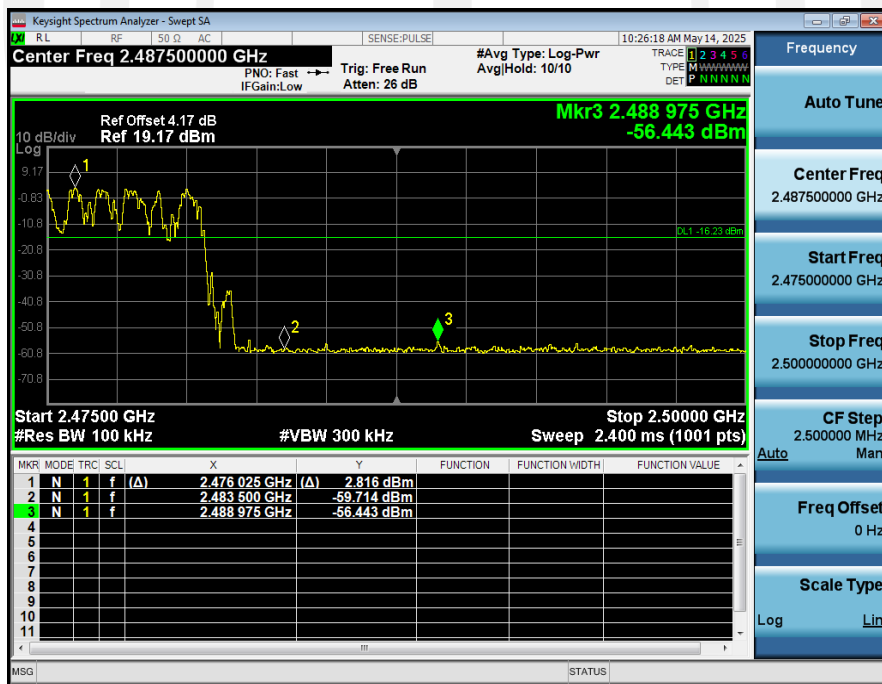 Keysight Spectrum Analyzer - Swept SA
LXI RL RF 50 Ω AC SENSE:PULSE 10:26:18 AM May 14, 2025
Center Freq 2.487500000 GHz
PNO: Fast
IFGain:Low
Trig: Free Run
Atten: 26 dB
#Avg Type: Log-Pwr
Avg|Hold: 10/10
TRACE 1 2 3 4 5 6
TYPE M W W W W W
DET P N N N N N
Mkr3 2.488 975 GHz
-56.443 dBm
Ref Offset 4.17 dB
10 dB/div Ref 19.17 dBm
Log
9.17
-0.83
-10.8
-20.8
-30.8
-40.8
-50.8
-60.8
-70.8
1
2
3
DL1 -16.23 dBm
Start 2.47500 GHz Stop 2.50000 GHz
#Res BW 100 kHz #VBW 300 kHz Sweep 2.400 ms (1001 pts)
MKR MODE TRC SCL X Y FUNCTION FUNCTION WIDTH FUNCTION VALUE
1 N 1 f (Δ) 2.476 025 GHz (Δ) 2.816 dBm
2 N 1 f 2.483 500 GHz -59.714 dBm
3 N 1 f 2.488 975 GHz -56.443 dBm
4
5
6
7
8
9
10
11
MSG STATUS
Frequency
Auto Tune
Center Freq
2.487500000 GHz
Start Freq
2.475000000 GHz
Stop Freq
2.500000000 GHz
CF Step
2.500000 MHz
Auto Man
Freq Offset
0 Hz
Scale Type
Log Lin